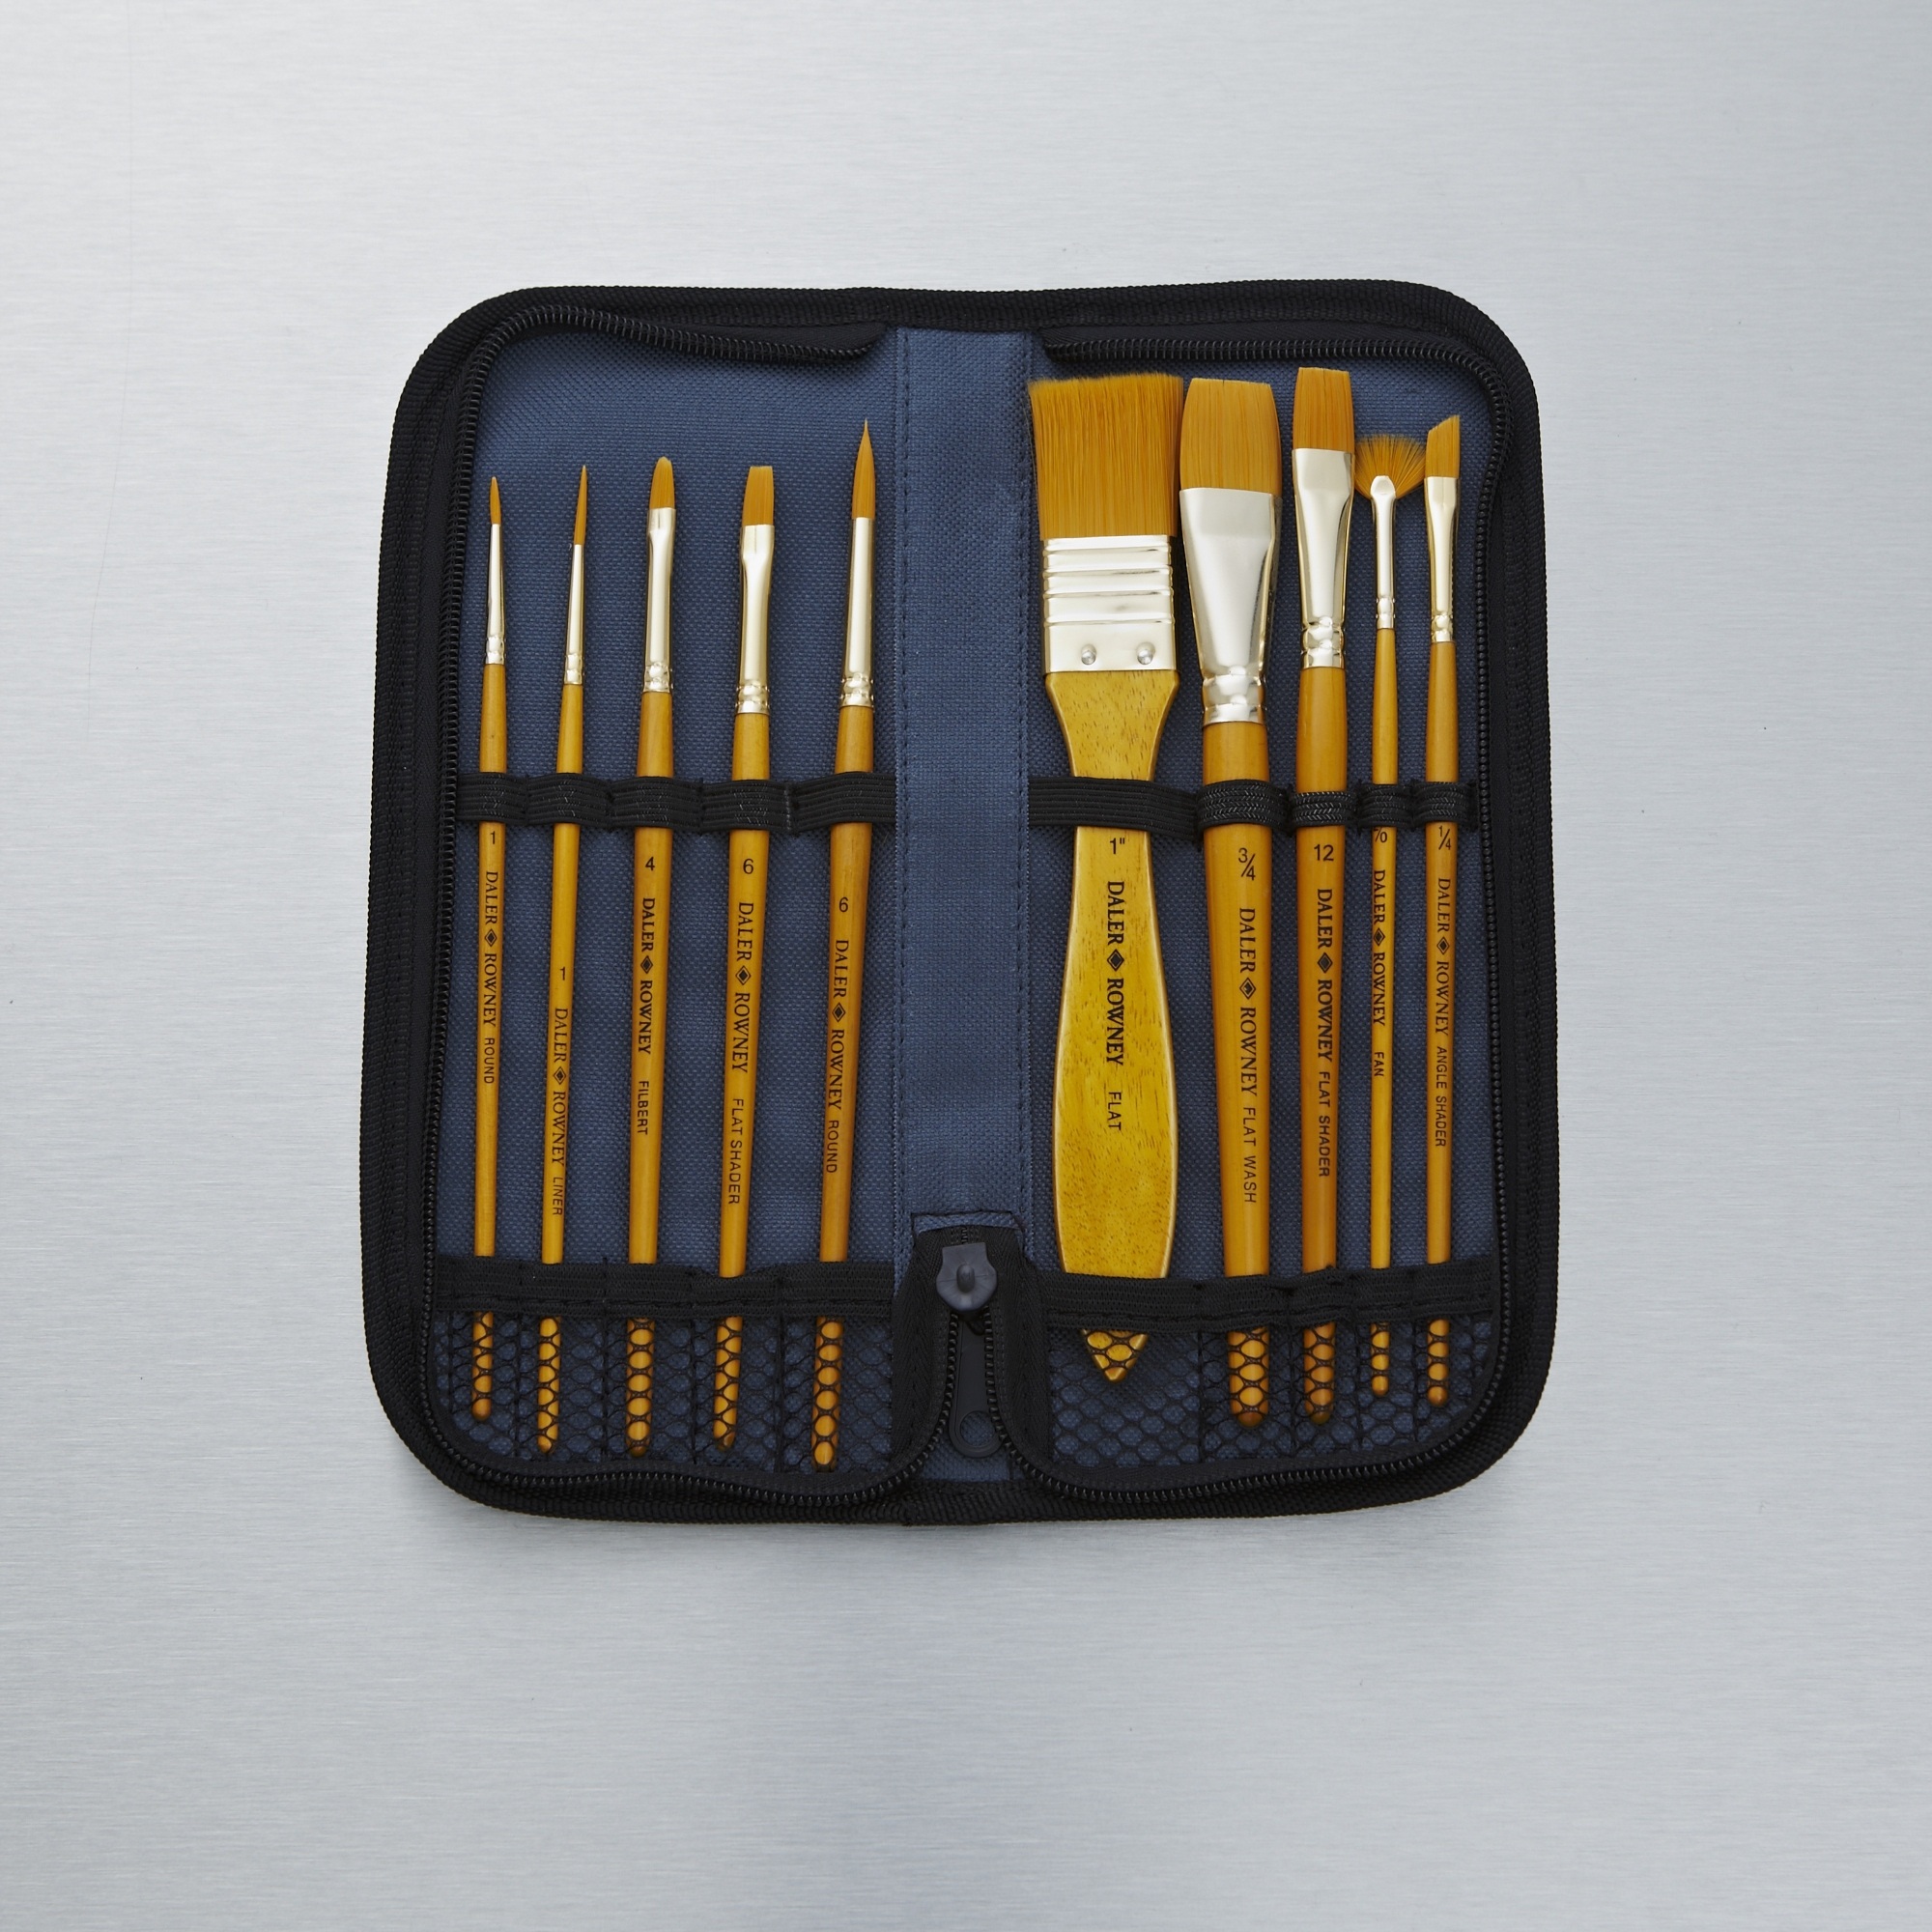 1 DALER ROWNEY ROUND
1 DALER ROWNEY LINER
4 DALER ROWNEY FILBERT
6 DALER ROWNEY FLAT SHADER
6 DALER ROWNEY ROUND
1" DALER ROWNEY FLAT
3/4 DALER ROWNEY FLAT WASH
12 DALER ROWNEY FLAT SHADER
DALER ROWNEY FAN
1/4 DALER ROWNEY ANGLE SHADER